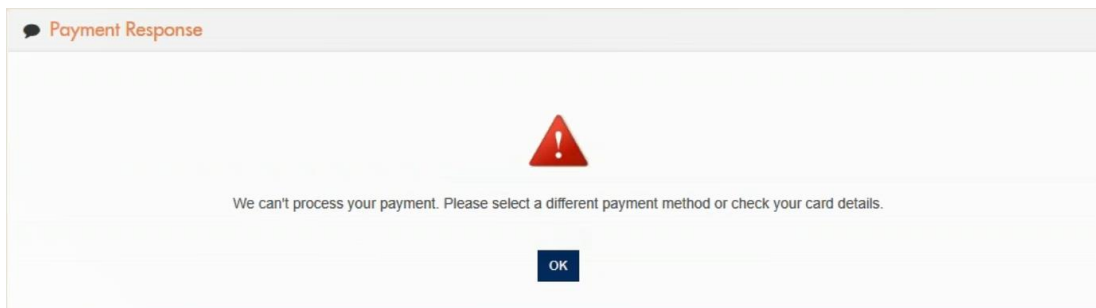 Payment Response
We can't process your payment. Please select a different payment method or check your card details.
OK